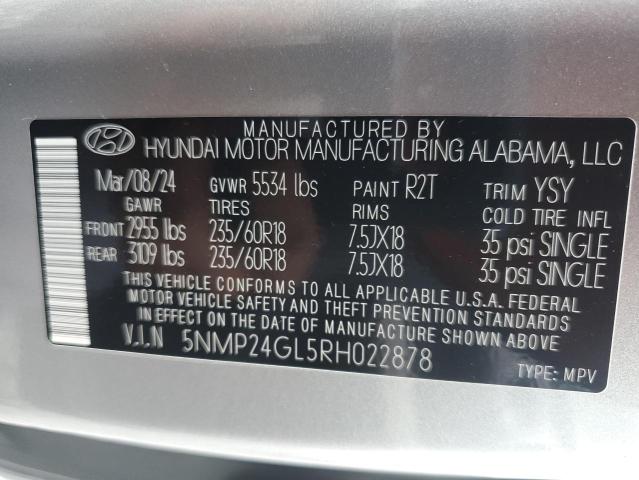 MANUFACTURED BY
HYUNDAI MOTOR MANUFACTURING ALABAMA, LLC
Mar/08/24 GVWR 5534 lbs PAINT R2T TRIM YSY
GAWR TIRES RIMS COLD TIRE INFL
FRONT 2955 lbs 235/60R18 7.5JX18 35 psi SINGLE
REAR 3109 lbs 235/60R18 7.5JX18 35 psi SINGLE
THIS VEHICLE CONFORMS TO ALL APPLICABLE U.S.A. FEDERAL
MOTOR VEHICLE SAFETY AND THEFT PREVENTION STANDARDS
IN EFFECT ON THE DATE OF MANUFACTURE SHOWN ABOVE
V.I.N 5NMP24GL5RH022878
TYPE: MPV